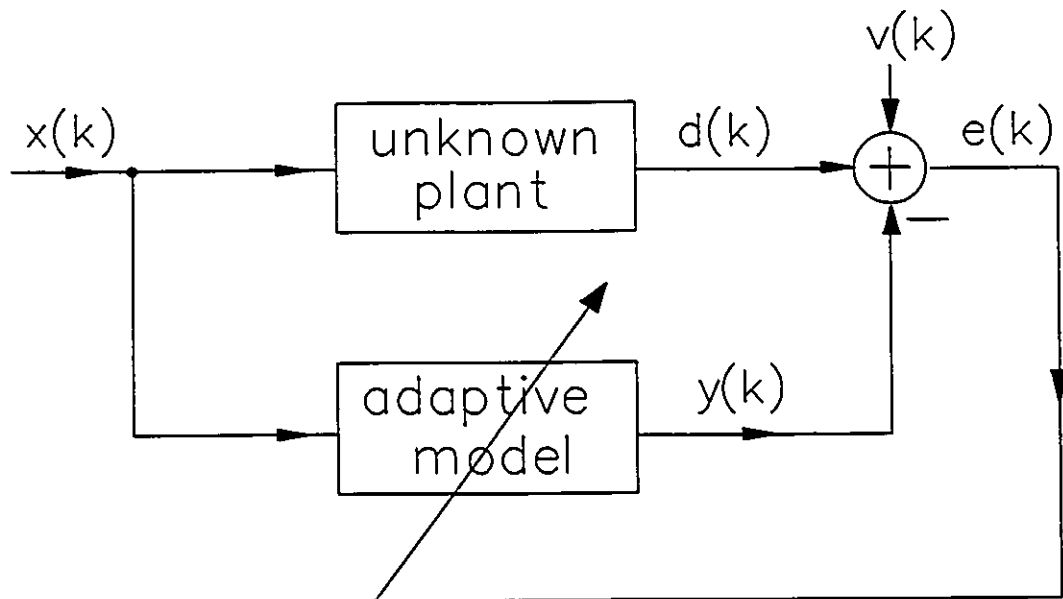 v(k)
x(k)
unknown
plant
d(k)
+
e(k)
−
adaptive
model
y(k)